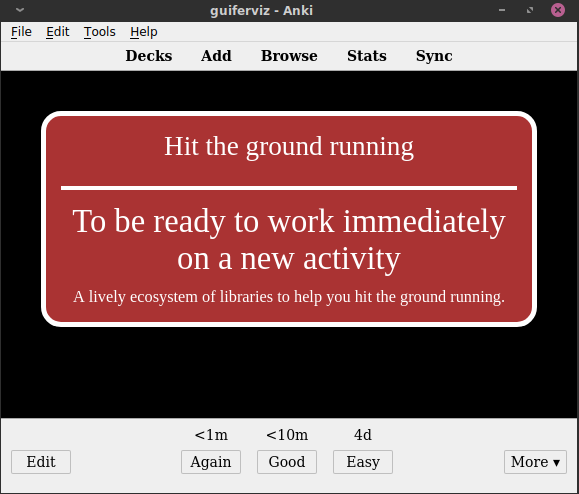 guiferviz - Anki
File Edit Tools Help
Decks Add Browse Stats Sync
Hit the ground running
To be ready to work immediately
on a new activity
A lively ecosystem of libraries to help you hit the ground running.
<1m <10m 4d
Edit Again Good Easy More ▾